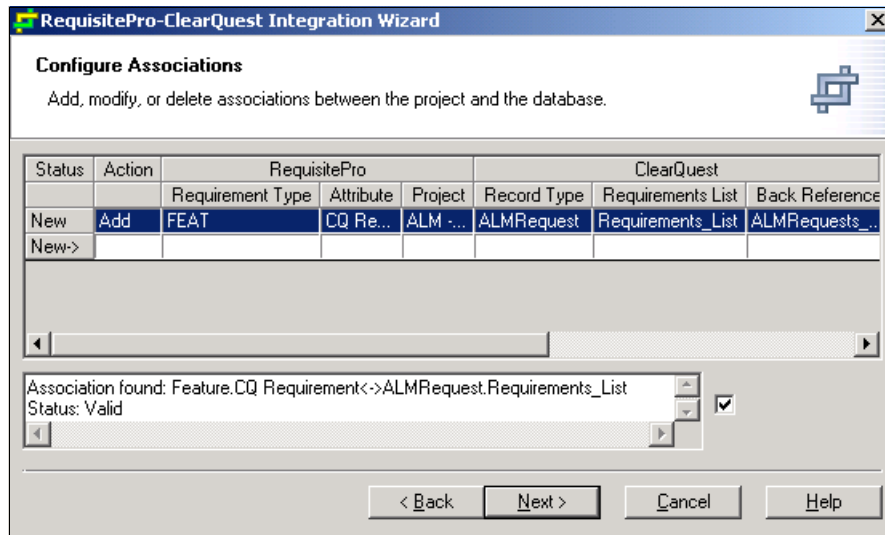 RequisitePro-ClearQuest Integration Wizard
Configure Associations
Add, modify, or delete associations between the project and the database.
Status Action RequisitePro ClearQuest
Requirement Type Attribute Project Record Type Requirements List Back Reference
New Add FEAT CQ Re... ALM -... ALMRequest Requirements_List ALMRequests_...
New->
Association found: Feature.CQ Requirement<->ALMRequest.Requirements_List
Status: Valid
< Back Next > Cancel Help